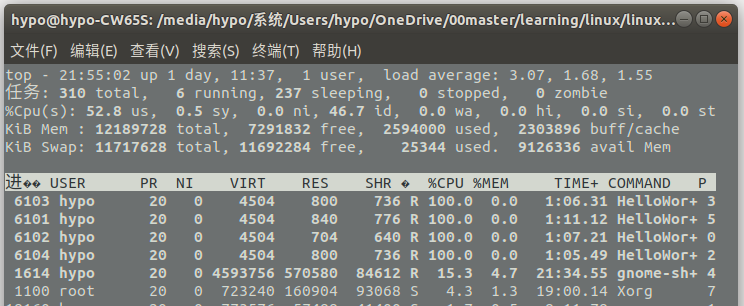 hypo@hypo-CW65S: /media/hypo/系统/Users/hypo/OneDrive/00master/learning/linux/linux...
文件(F) 编辑(E) 查看(V) 搜索(S) 终端(T) 帮助(H)
top - 21:55:02 up 1 day, 11:37, 1 user, load average: 3.07, 1.68, 1.55
任务: 310 total, 6 running, 237 sleeping, 0 stopped, 0 zombie
%Cpu(s): 52.8 us, 0.5 sy, 0.0 ni, 46.7 id, 0.0 wa, 0.0 hi, 0.0 si, 0.0 st
KiB Mem : 12189728 total, 7291832 free, 2594000 used, 2303896 buff/cache
KiB Swap: 11717628 total, 11692284 free, 25344 used. 9126336 avail Mem
进�� USER PR NI VIRT RES SHR � %CPU %MEM TIME+ COMMAND P
6103 hypo 20 0 4504 800 736 R 100.0 0.0 1:06.31 HelloWor+ 3
6101 hypo 20 0 4504 840 776 R 100.0 0.0 1:11.12 HelloWor+ 5
6102 hypo 20 0 4504 704 640 R 100.0 0.0 1:07.21 HelloWor+ 0
6104 hypo 20 0 4504 800 736 R 100.0 0.0 1:05.49 HelloWor+ 2
1614 hypo 20 0 4593756 570580 84612 R 15.3 4.7 21:34.55 gnome-sh+ 4
1100 root 20 0 723240 160904 93068 S 4.3 1.3 19:00.14 Xorg 7